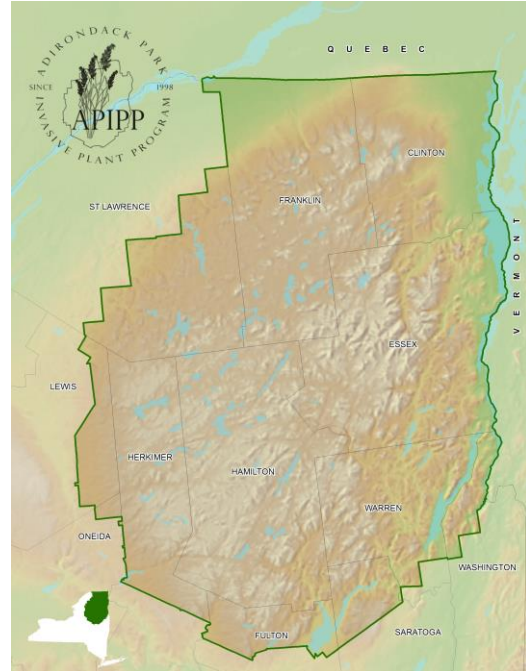 ADIRONDACK PARK
SINCE
1998
APIPP
INVASIVE PLANT PROGRAM
QUEBEC
CLINTON
FRANKLIN
ST LAWRENCE
VERMONT
ESSEX
LEWIS
HERKIMER
HAMILTON
WARREN
ONEIDA
WASHINGTON
SARATOGA
FULTON